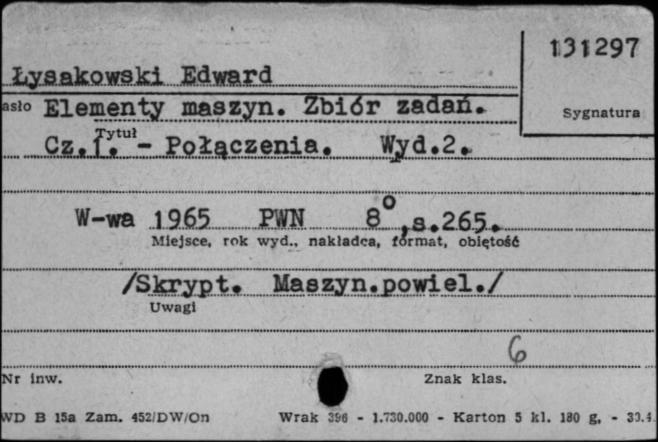 131297
Łysakowski Edward
asło Elementy maszyn. Zbiór zadań.
Sygnatura
Tytuł
Cz.1. - Połączenia. Wyd.2.
W-wa 1965 PWN 8°,s.265.
Miejsce, rok wyd., nakładca, format, objętość
/Skrypt. Maszyn.powiel./
Uwagi
6
Nr inw. Znak klas.
WD B 15a Zam. 452/DW/On Wrak 396 - 1.730.000 - Karton 5 kl. 180 g, - 30.4.